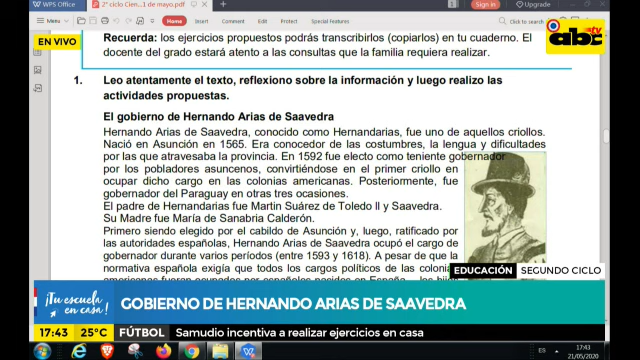 WPS Office
2° ciclo Cien...1 de mayo.pdf
Sign in
Upgrade
Menu
EN VIVO
abc tv
Recuerda: los ejercicios propuestos podrás transcribirlos (copiarlos) en tu cuaderno. El
docente del grado estará atento a las consultas que la familia requiera realizar.
1. Leo atentamente el texto, reflexiono sobre la información y luego realizo las
actividades propuestas.
El gobierno de Hernando Arias de Saavedra
Hernando Arias de Saavedra, conocido como Hernandarias, fue uno de aquellos criollos.
Nació en Asunción en 1565. Era conocedor de las costumbres, la lengua y dificultades
por las que atravesaba la provincia. En 1592 fue electo como teniente gobernador
por los pobladores asuncenos, convirtiéndose en el primer criollo en
ocupar dicho cargo en las colonias americanas. Posteriormente, fue
gobernador del Paraguay en otras tres ocasiones.
El padre de Hernandarias fue Martin Suárez de Toledo II y Saavedra.
Su Madre fue María de Sanabria Calderón.
Primero siendo elegido por el cabildo de Asunción y, luego, ratificado por
las autoridades españolas, Hernando Arias de Saavedra ocupó el cargo de
gobernador durante varios períodos (entre 1593 y 1618). A pesar de que la
normativa española exigía que todos los cargos políticos de las colonias
EDUCACIÓN SEGUNDO CICLO
¡Tu escuela en casa!
GOBIERNO DE HERNANDO ARIAS DE SAAVEDRA
17:43 25°C FÚTBOL Samudio incentiva a realizar ejercicios en casa
ES
17:43
21/05/2020